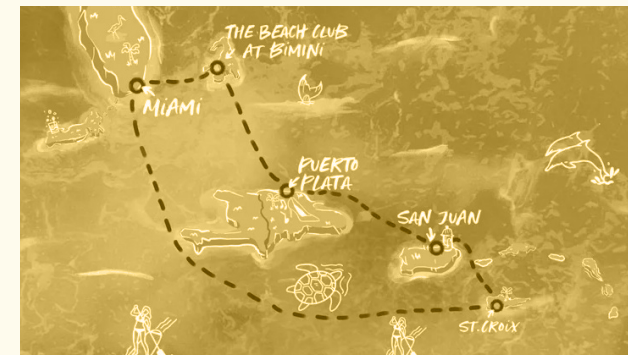 THE BEACH CLUB
AT BIMINI
MIAMI
PUERTO
PLATA
SAN JUAN
ST. CROIX